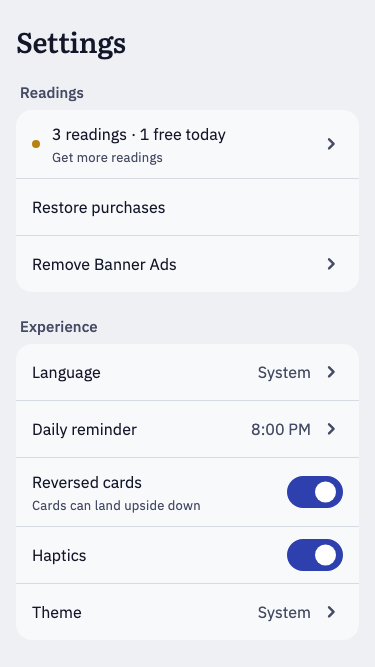 Settings
Readings
3 readings · 1 free today
Get more readings
Restore purchases
Remove Banner Ads
Experience
Language System
Daily reminder 8:00 PM
Reversed cards
Cards can land upside down
Haptics
Theme System